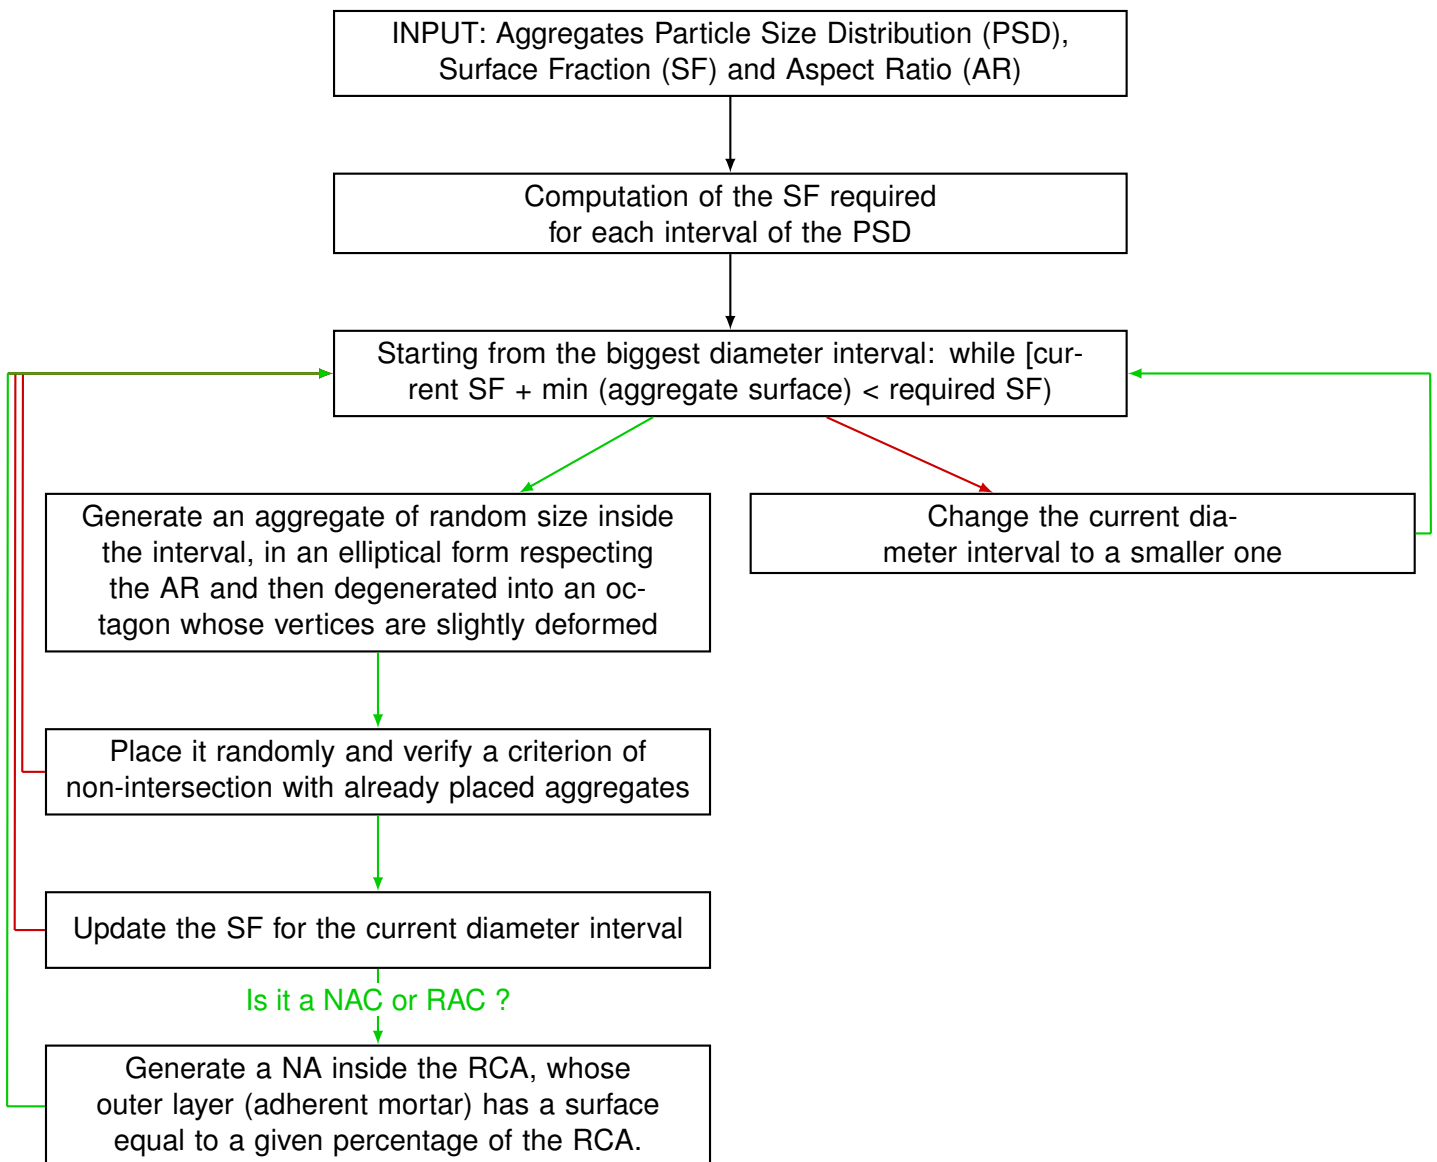 INPUT: Aggregates Particle Size Distribution (PSD),
Surface Fraction (SF) and Aspect Ratio (AR)
Computation of the SF required
for each interval of the PSD
Starting from the biggest diameter interval: while [cur-
rent SF + min (aggregate surface) < required SF)
Generate an aggregate of random size inside
the interval, in an elliptical form respecting
the AR and then degenerated into an oc-
tagon whose vertices are slightly deformed
Change the current dia-
meter interval to a smaller one
Place it randomly and verify a criterion of
non-intersection with already placed aggregates
Update the SF for the current diameter interval
Is it a NAC or RAC ?
Generate a NA inside the RCA, whose
outer layer (adherent mortar) has a surface
equal to a given percentage of the RCA.